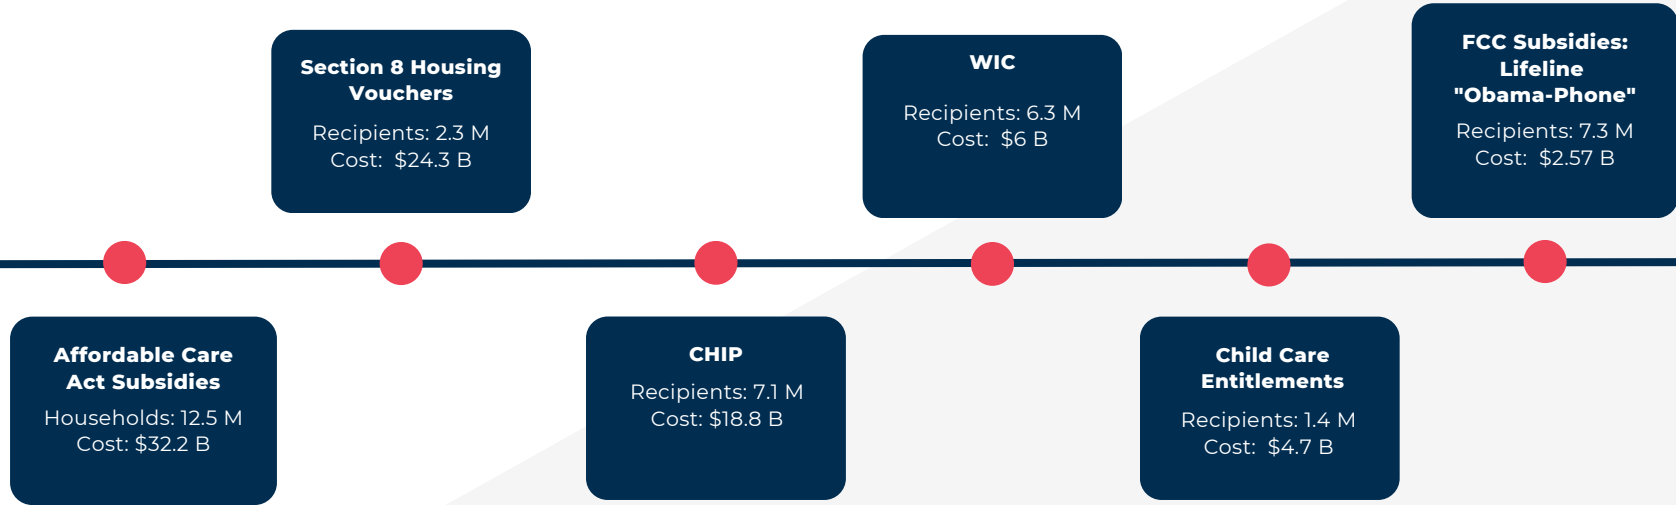 Section 8 Housing
Vouchers
Recipients: 2.3 M
Cost: $24.3 B
WIC
Recipients: 6.3 M
Cost: $6 B
FCC Subsidies:
Lifeline
"Obama-Phone"
Recipients: 7.3 M
Cost: $2.57 B
Affordable Care
Act Subsidies
Households: 12.5 M
Cost: $32.2 B
CHIP
Recipients: 7.1 M
Cost: $18.8 B
Child Care
Entitlements
Recipients: 1.4 M
Cost: $4.7 B